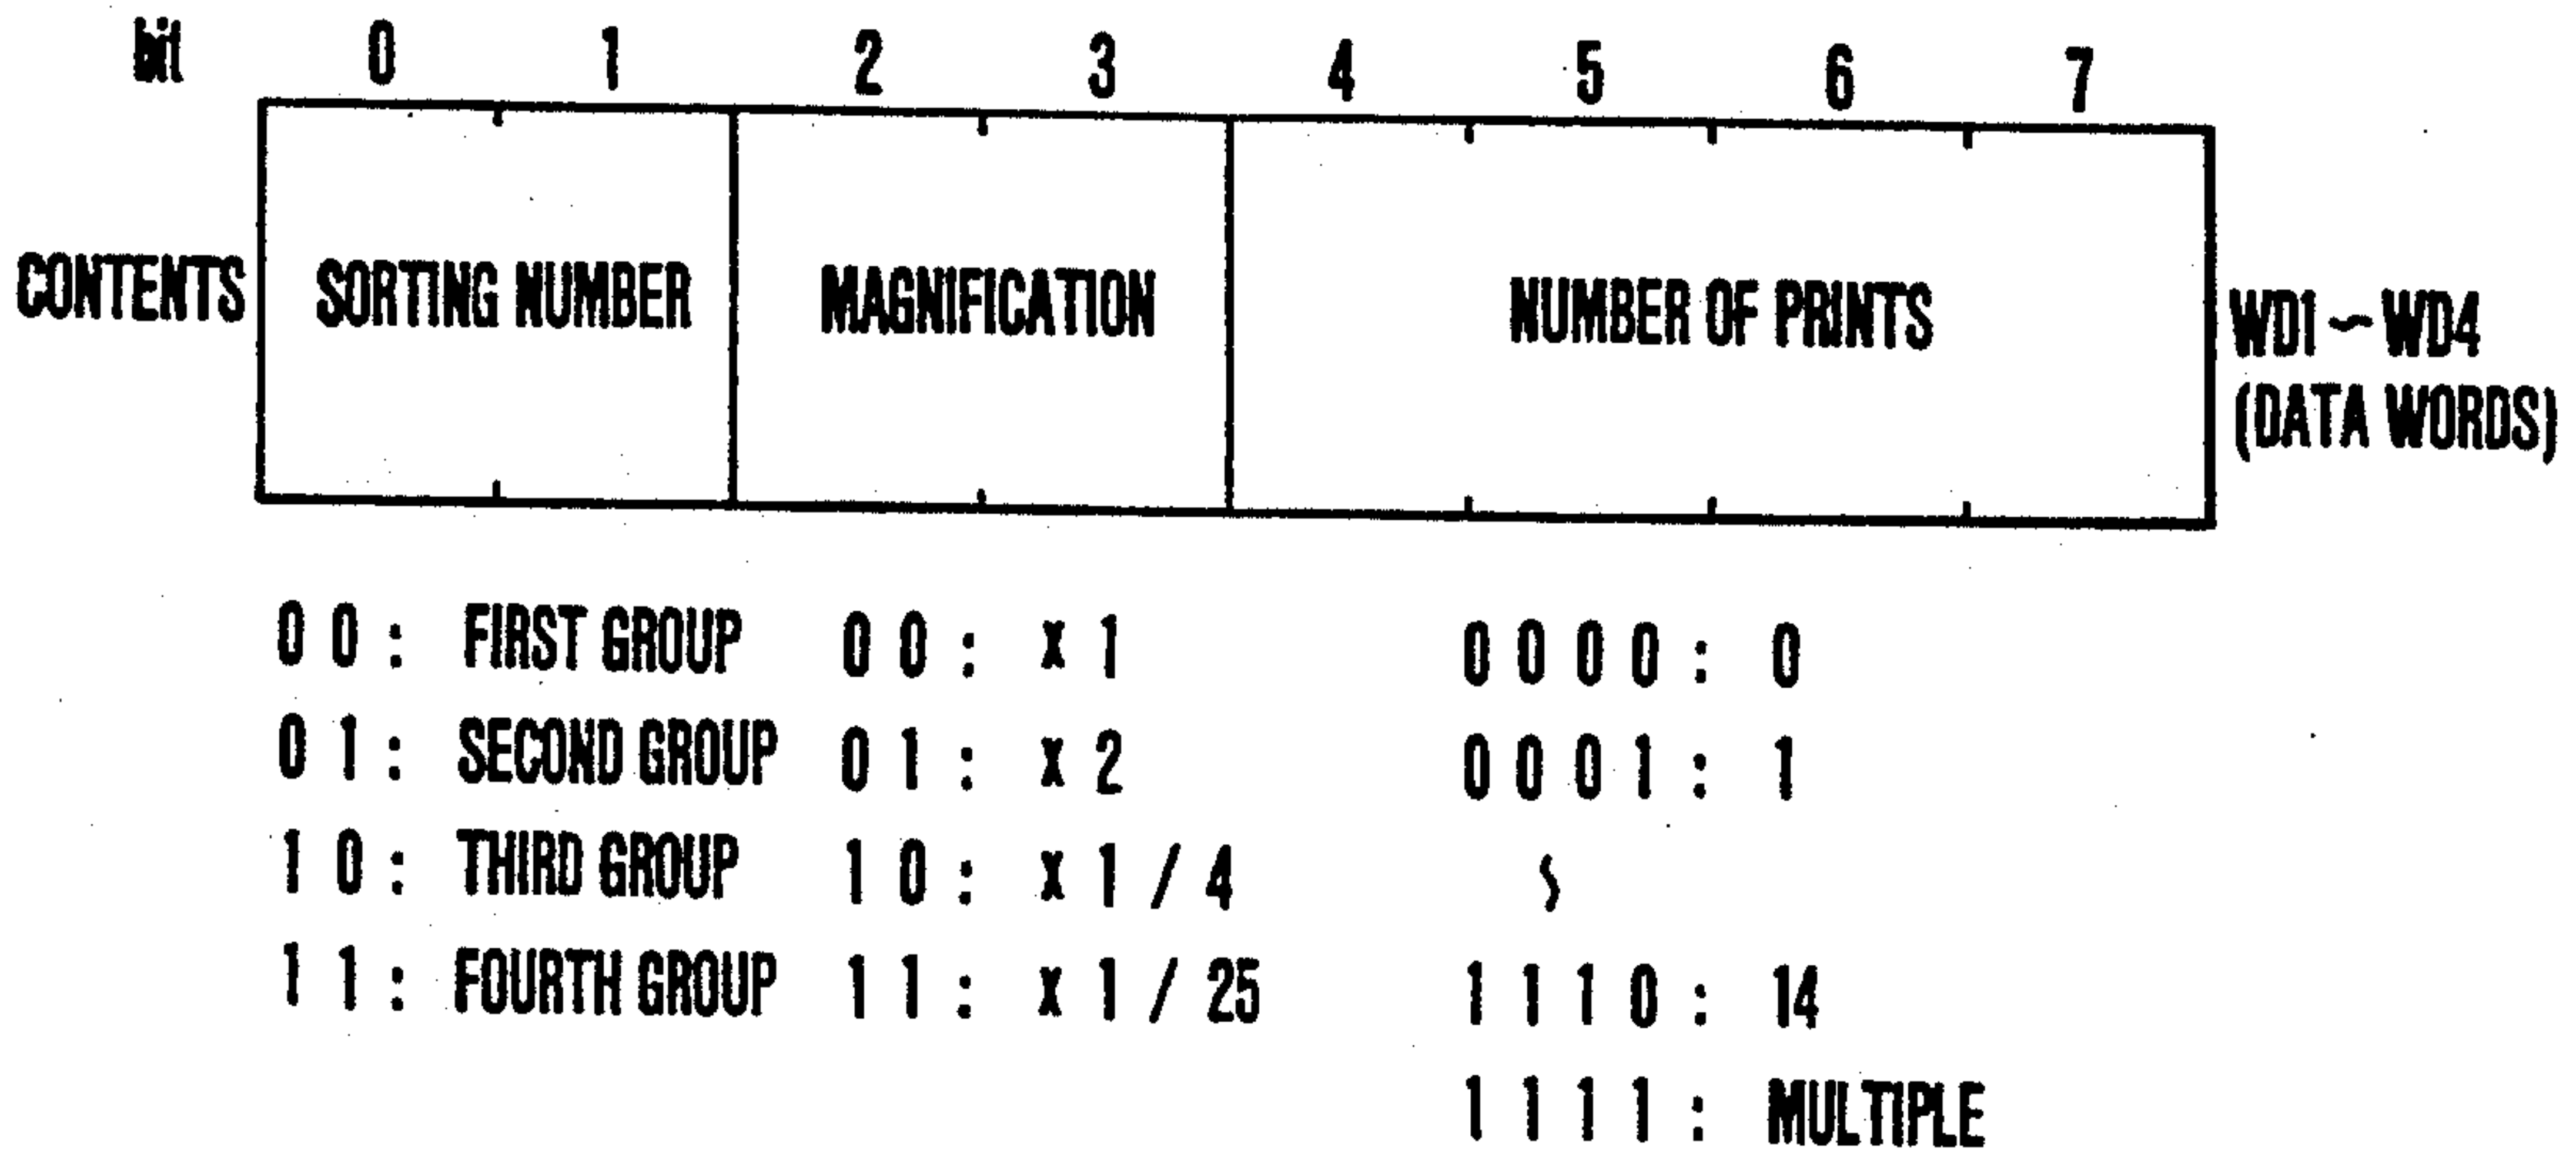 bit 0 1 2 3 4 5 6 7
CONTENTS SORTING NUMBER MAGNIFICATION NUMBER OF PRINTS WD1 ~ WD4
(DATA WORDS)
0 0 : FIRST GROUP 0 0 : x 1 0 0 0 0 : 0
0 1 : SECOND GROUP 0 1 : x 2 0 0 0 1 : 1
1 0 : THIRD GROUP 1 0 : x 1 / 4 ~
1 1 : FOURTH GROUP 1 1 : x 1 / 25 1 1 1 0 : 14
1 1 1 1 : MULTIPLE